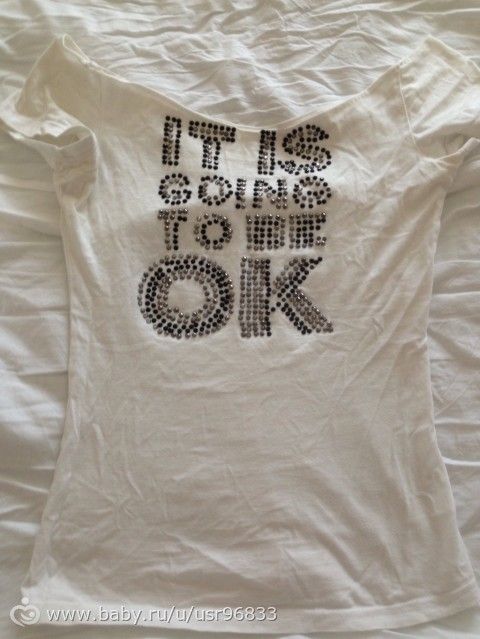 IT IS
GOING
TO BE
OK
www.baby.ru/u/usr96833